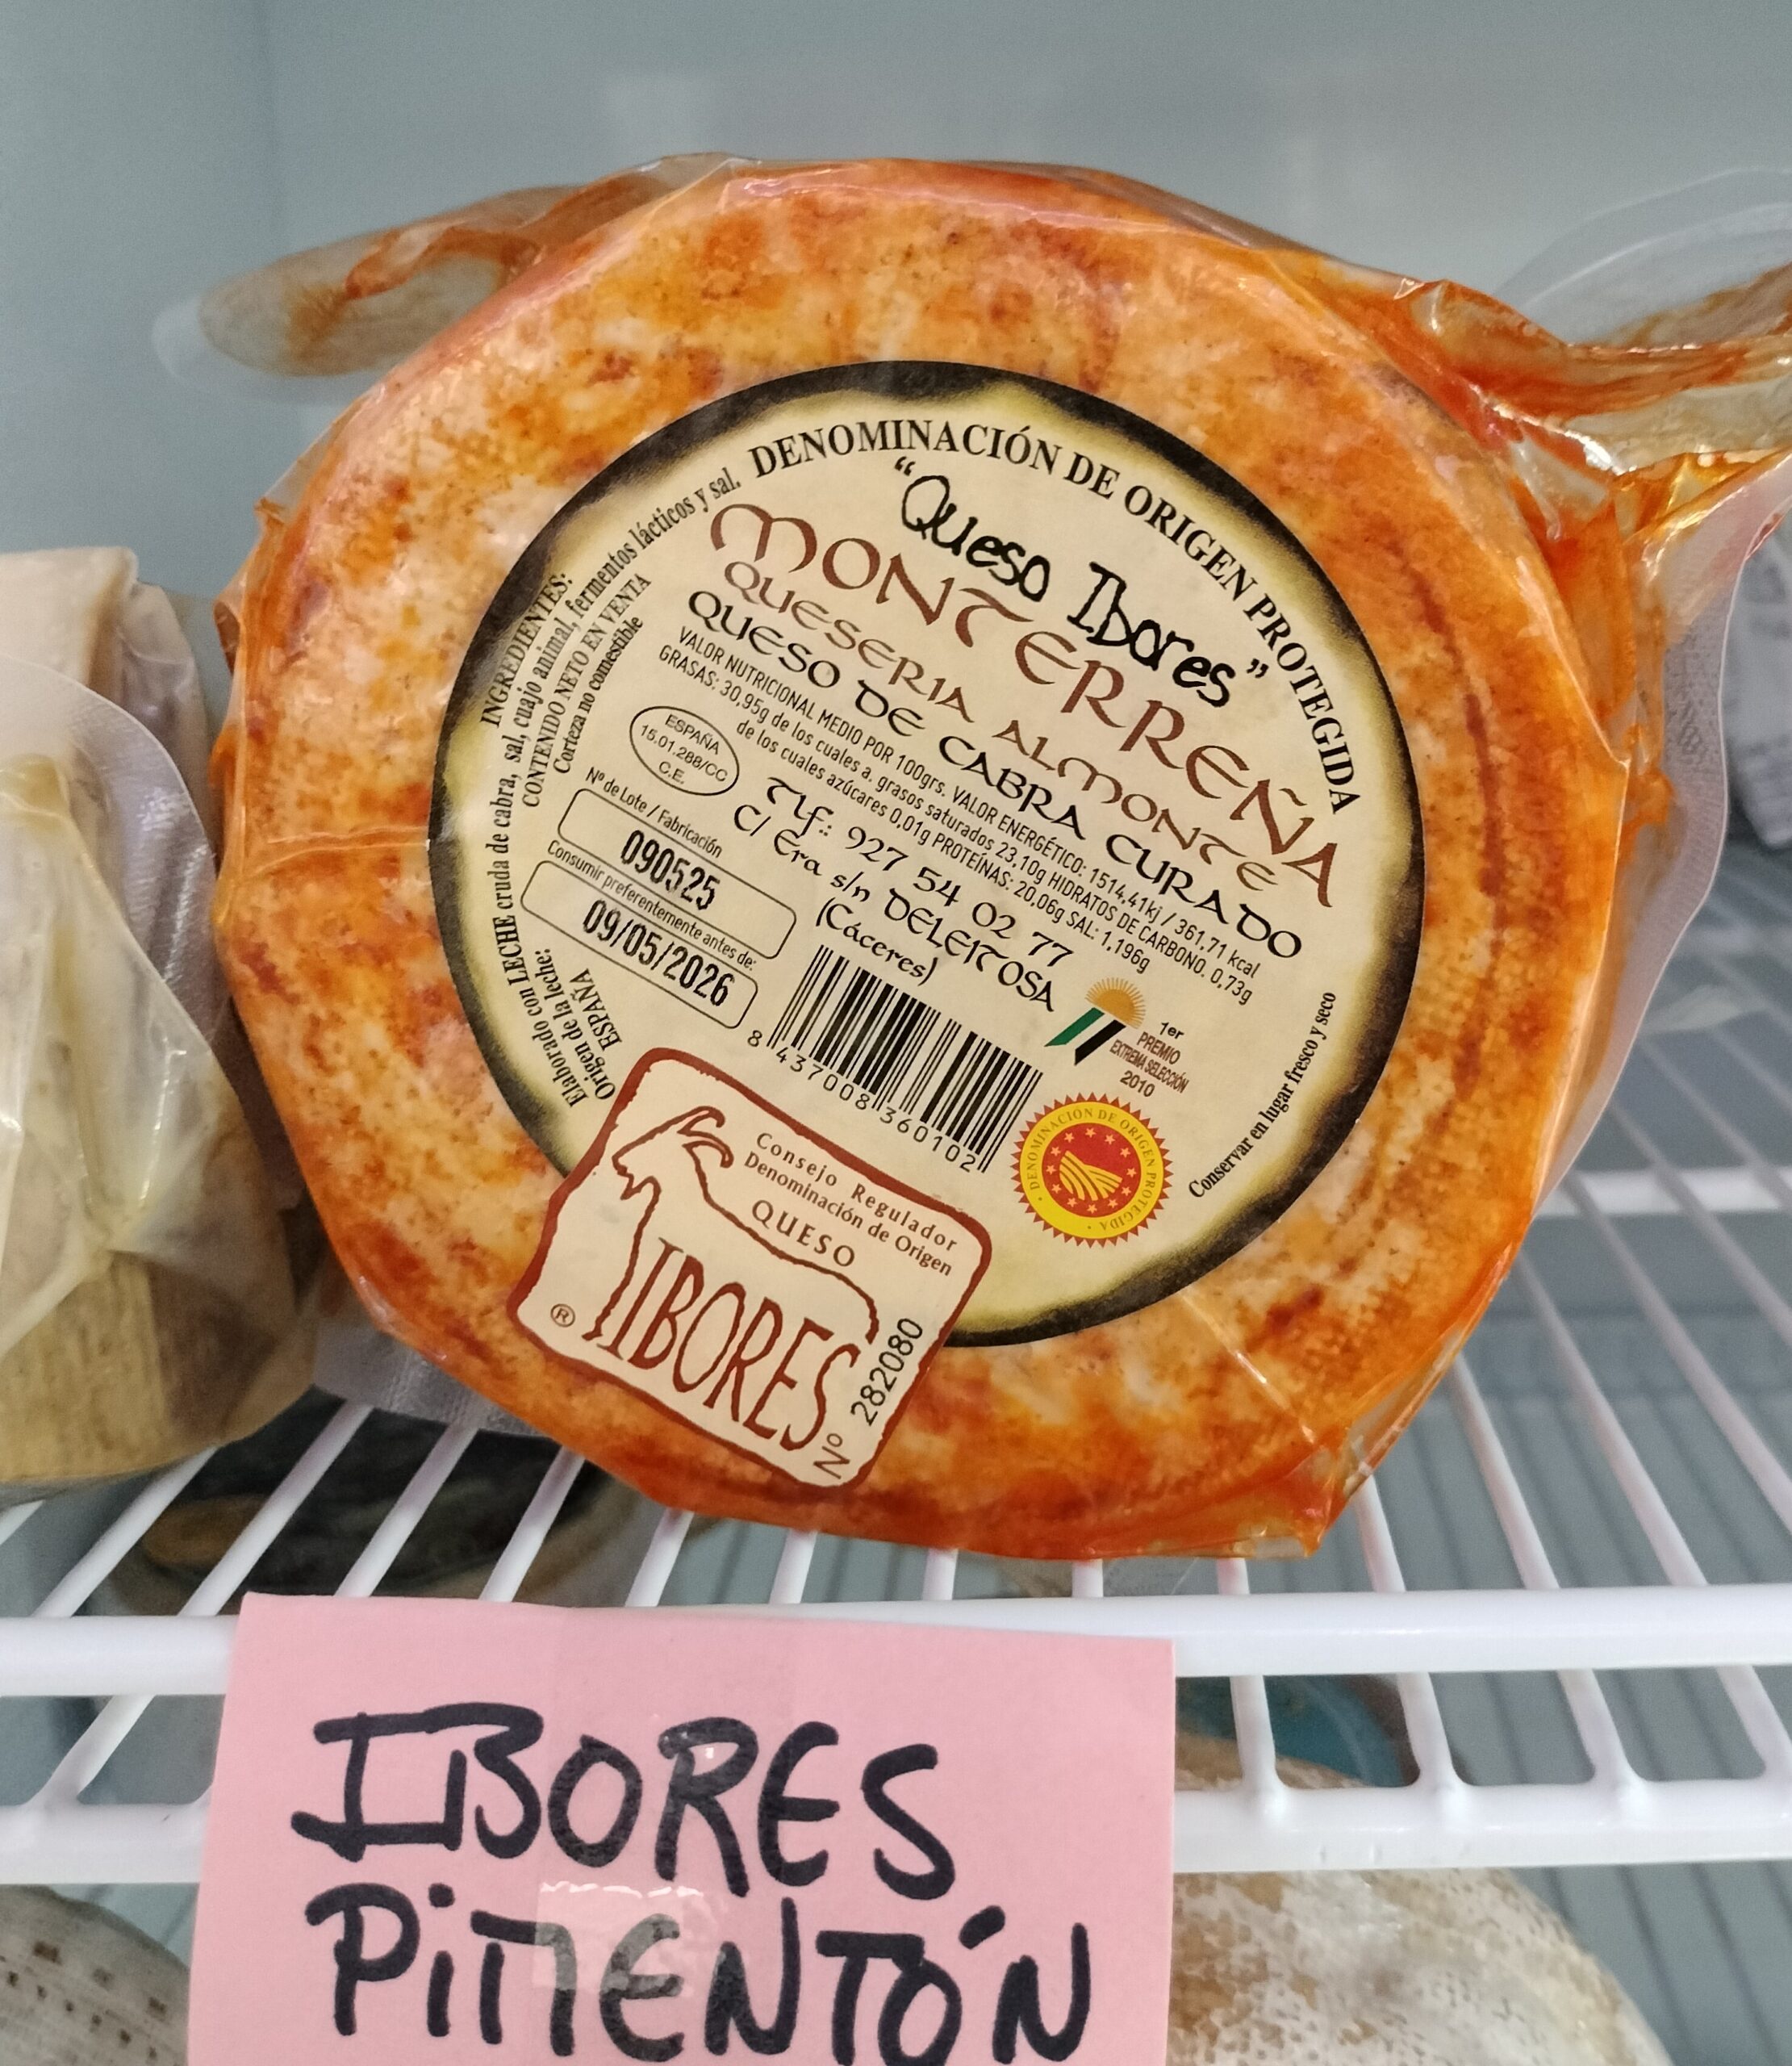 DENOMINACIÓN DE ORIGEN PROTEGIDA
"Queso Ibores"
MONTERREÑA
QUESERIA ALMONTE
QUESO DE CABRA CURADO
VALOR NUTRICIONAL MEDIO POR 100grs. VALOR ENERGÉTICO: 1514,41kj / 361,71 kcal
GRASAS: 30,95g de los cuales a. grasos saturados 23,10g HIDRATOS DE CARBONO. 0,73g
de los cuales azúcares 0,01g PROTEÍNAS: 20,06g SAL: 1,196g
Tlf.: 927 54 02 77
C/ Era s/n DELEITOSA
(Cáceres)
INGREDIENTES:
Elaborado con LECHE cruda de cabra, sal, cuajo animal, fermentos lácticos y sal.
CONTENIDO NETO EN VENTA
Corteza no comestible
Origen de la leche:
ESPAÑA
ESPAÑA
15.01.288/CC
C.E.
Nº de Lote / Fabricación
090525
Consumir preferentemente antes de:
09/05/2026
8 437008 360102
1er
PREMIO
EXTREMA SELECCIÓN
2010
DENOMINACIÓN DE ORIGEN PROTEGIDA
Conservar en lugar fresco y seco
Consejo Regulador
Denominación de Origen
QUESO
IBORES
®
Nº 282080
IBORES
PiMENTÓN